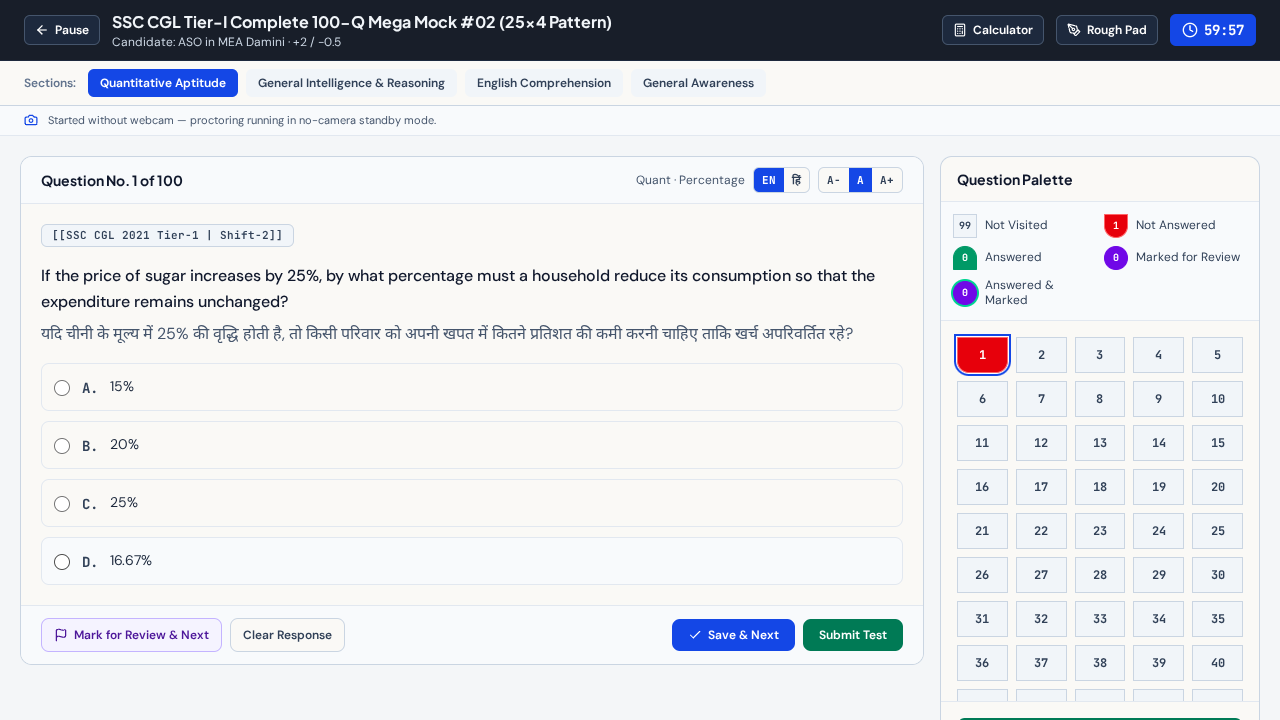 Pause
SSC CGL Tier-I Complete 100-Q Mega Mock #02 (25×4 Pattern)
Candidate: ASO in MEA Damini · +2 / -0.5
Calculator
Rough Pad
59:57
Sections:
Quantitative Aptitude
General Intelligence & Reasoning
English Comprehension
General Awareness
Started without webcam — proctoring running in no-camera standby mode.
Question No. 1 of 100
Quant · Percentage
EN
हिं
A-
A
A+
[[SSC CGL 2021 Tier-1 | Shift-2]]
If the price of sugar increases by 25%, by what percentage must a household reduce its consumption so that the
expenditure remains unchanged?
यदि चीनी के मूल्य में 25% की वृद्धि होती है, तो किसी परिवार को अपनी खपत में कितने प्रतिशत की कमी करनी चाहिए ताकि खर्च अपरिवर्तित रहे?
A. 15%
B. 20%
C. 25%
D. 16.67%
Mark for Review & Next
Clear Response
Save & Next
Submit Test
Question Palette
99 Not Visited
1 Not Answered
0 Answered
0 Marked for Review
0 Answered &
Marked
1 2 3 4 5
6 7 8 9 10
11 12 13 14 15
16 17 18 19 20
21 22 23 24 25
26 27 28 29 30
31 32 33 34 35
36 37 38 39 40